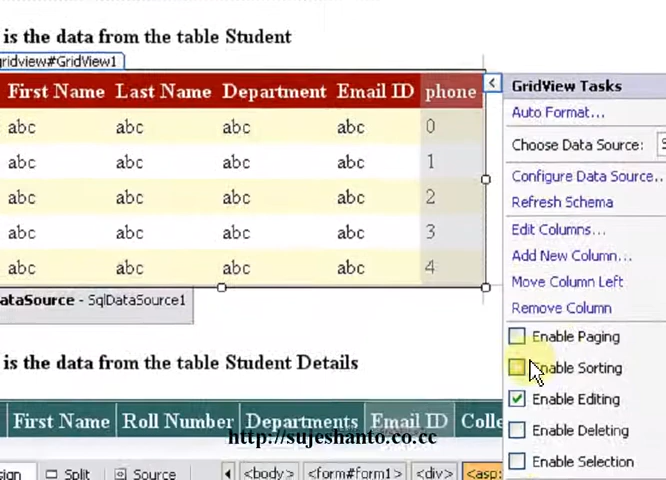 is the data from the table Student
gridview#GridView1
First Name Last Name Department Email ID phone
abc abc abc abc 0
abc abc abc abc 1
abc abc abc abc 2
abc abc abc abc 3
abc abc abc abc 4
DataSource - SqlDataSource1
GridView Tasks
Auto Format...
Choose Data Source: S
Configure Data Source..
Refresh Schema
Edit Columns...
Add New Column...
Move Column Left
Remove Column
Enable Paging
Enable Sorting
Enable Editing
Enable Deleting
Enable Selection
is the data from the table Student Details
First Name Roll Number Departments Email ID Colle
http://sujeshanto.co.cc
sign Split Source <body> <form#form1> <div> <asp: